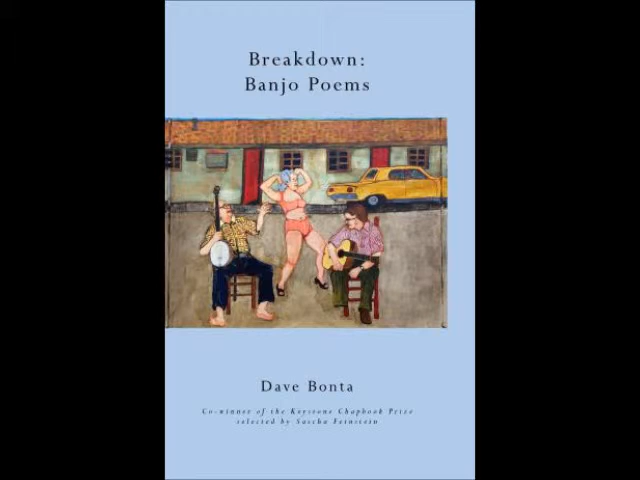 Breakdown:
Banjo Poems
Dave Bonta
Co-winner of the Keystone Chapbook Prize
selected by Sascha Feinstein